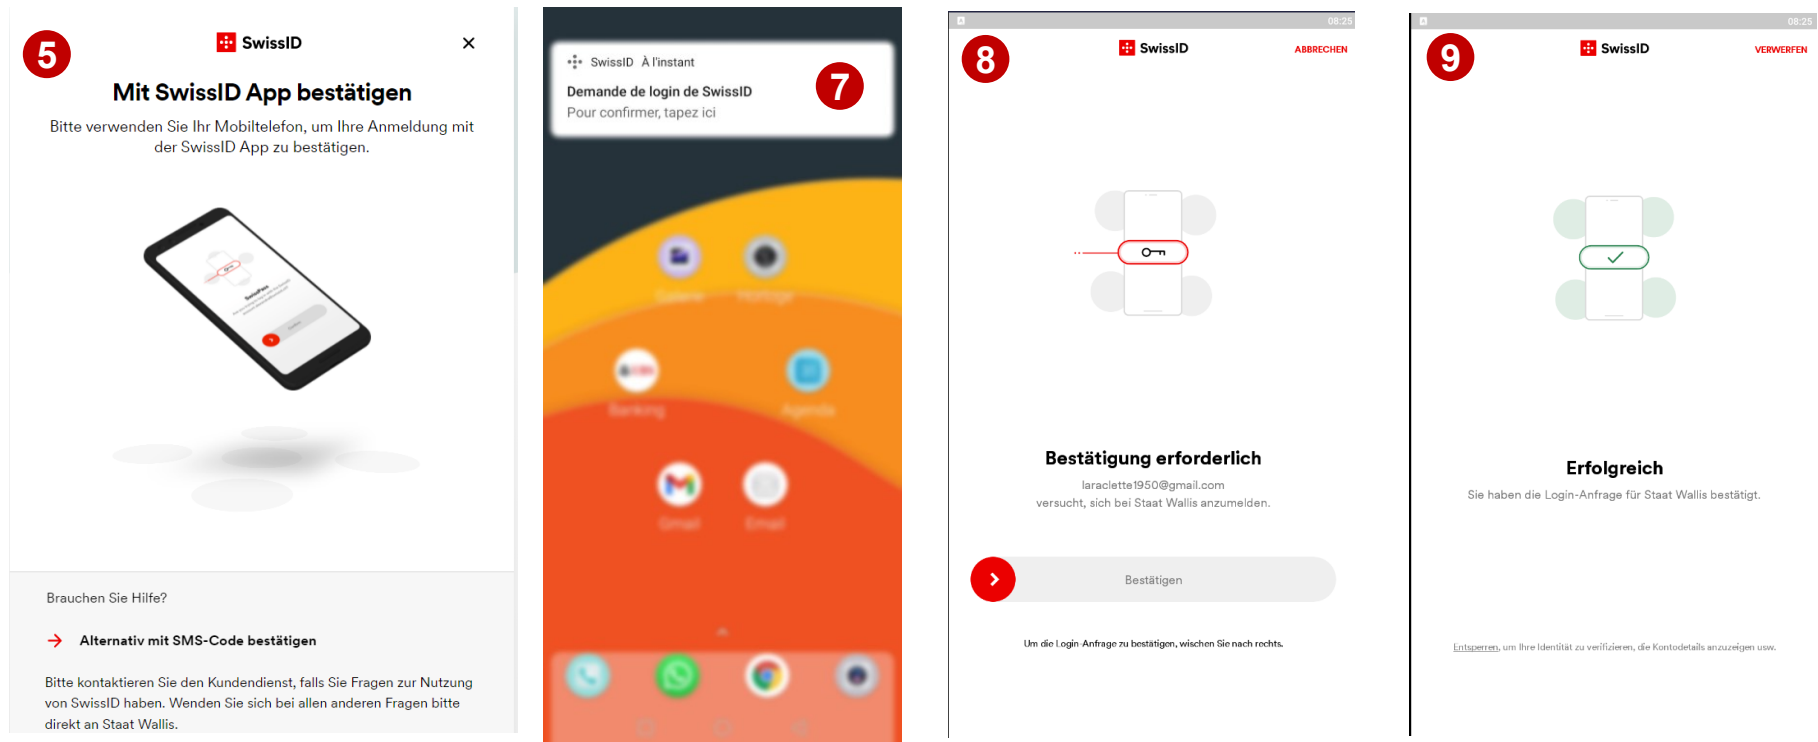 5
SwissID
Mit SwissID App bestätigen
Bitte verwenden Sie Ihr Mobiltelefon, um Ihre Anmeldung mit
der SwissID App zu bestätigen.
Brauchen Sie Hilfe?
Alternativ mit SMS-Code bestätigen
Bitte kontaktieren Sie den Kundendienst, falls Sie Fragen zur Nutzung
von SwissID haben. Wenden Sie sich bei allen anderen Fragen bitte
direkt an Staat Wallis.
7
SwissID À l'instant
Demande de login de SwissID
Pour confirmer, tapez ici
Galerie Horloge
Banking Agenda
Gmail Email
8
08:25
SwissID
ABBRECHEN
Bestätigung erforderlich
laraclette1950@gmail.com
versucht, sich bei Staat Wallis anzumelden.
Bestätigen
Um die Login-Anfrage zu bestätigen, wischen Sie nach rechts.
9
08:25
SwissID
VERWERFEN
Erfolgreich
Sie haben die Login-Anfrage für Staat Wallis bestätigt.
Entsperren, um Ihre Identität zu verifizieren, die Kontodetails anzuzeigen usw.